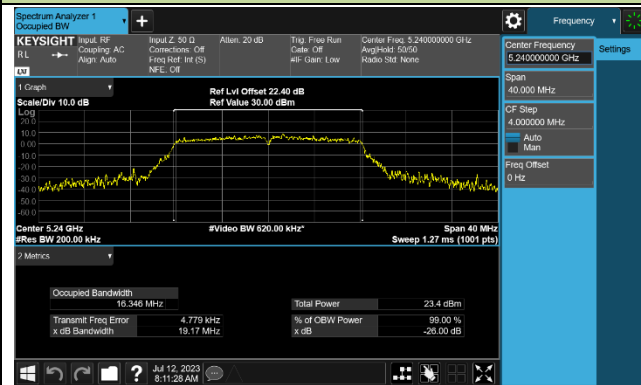 Spectrum Analyzer 1
Occupied BW
Frequency
KEYSIGHT
RL
LXI
Input: RF
Coupling: AC
Align: Auto
Input Z: 50 Ω
Corrections: Off
Freq Ref: Int (S)
NFE: Off
Atten: 20 dB
Trig: Free Run
Gate: Off
#IF Gain: Low
Center Freq: 5.240000000 GHz
Avg|Hold: 50/50
Radio Std: None
Center Frequency
5.240000000 GHz
Settings
Span
40.000 MHz
CF Step
4.000000 MHz
Auto
Man
Freq Offset
0 Hz
1 Graph
Scale/Div 10.0 dB
Ref Lvl Offset 22.40 dB
Ref Value 30.00 dBm
Log
20.0
10.0
0.00
-10.0
-20.0
-30.0
-40.0
-50.0
-60.0
Center 5.24 GHz
#Res BW 200.00 kHz
#Video BW 620.00 kHz*
Span 40 MHz
Sweep 1.27 ms (1001 pts)
2 Metrics
Occupied Bandwidth
16.346 MHz
Total Power 23.4 dBm
Transmit Freq Error 4.779 kHz
% of OBW Power 99.00 %
x dB Bandwidth 19.17 MHz
x dB -26.00 dB
Jul 12, 2023
8:11:28 AM